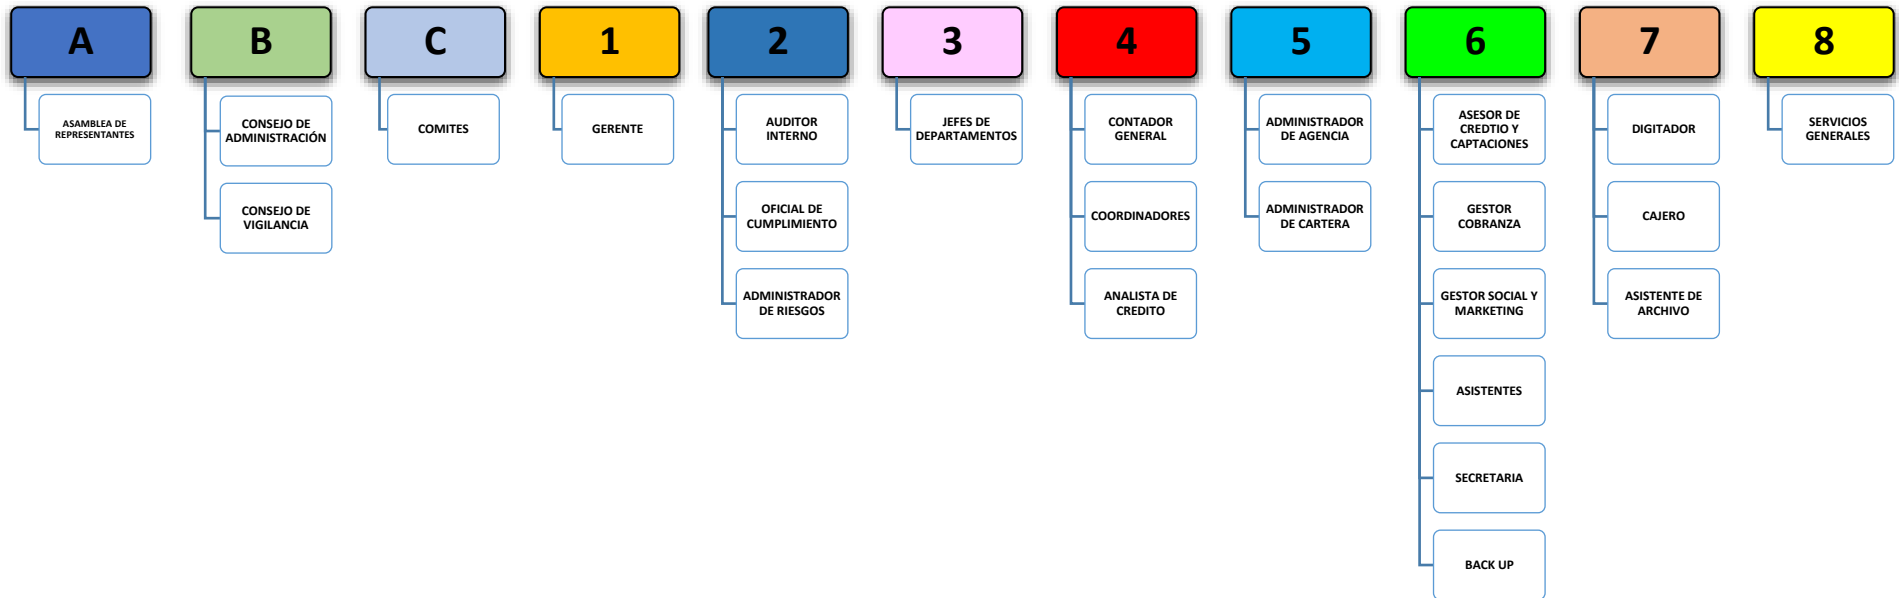 A
ASAMBLEA DE
REPRESENTANTES
B
CONSEJO DE
ADMINISTRACIÓN
CONSEJO DE
VIGILANCIA
C
COMITES
1
GERENTE
2
AUDITOR
INTERNO
OFICIAL DE
CUMPLIMIENTO
ADMINISTRADOR
DE RIESGOS
3
JEFES DE
DEPARTAMENTOS
4
CONTADOR
GENERAL
COORDINADORES
ANALISTA DE
CREDITO
5
ADMINISTRADOR
DE AGENCIA
ADMINISTRADOR
DE CARTERA
6
ASESOR DE
CREDTIO Y
CAPTACIONES
GESTOR
COBRANZA
GESTOR SOCIAL Y
MARKETING
ASISTENTES
SECRETARIA
BACK UP
7
DIGITADOR
CAJERO
ASISTENTE DE
ARCHIVO
8
SERVICIOS
GENERALES